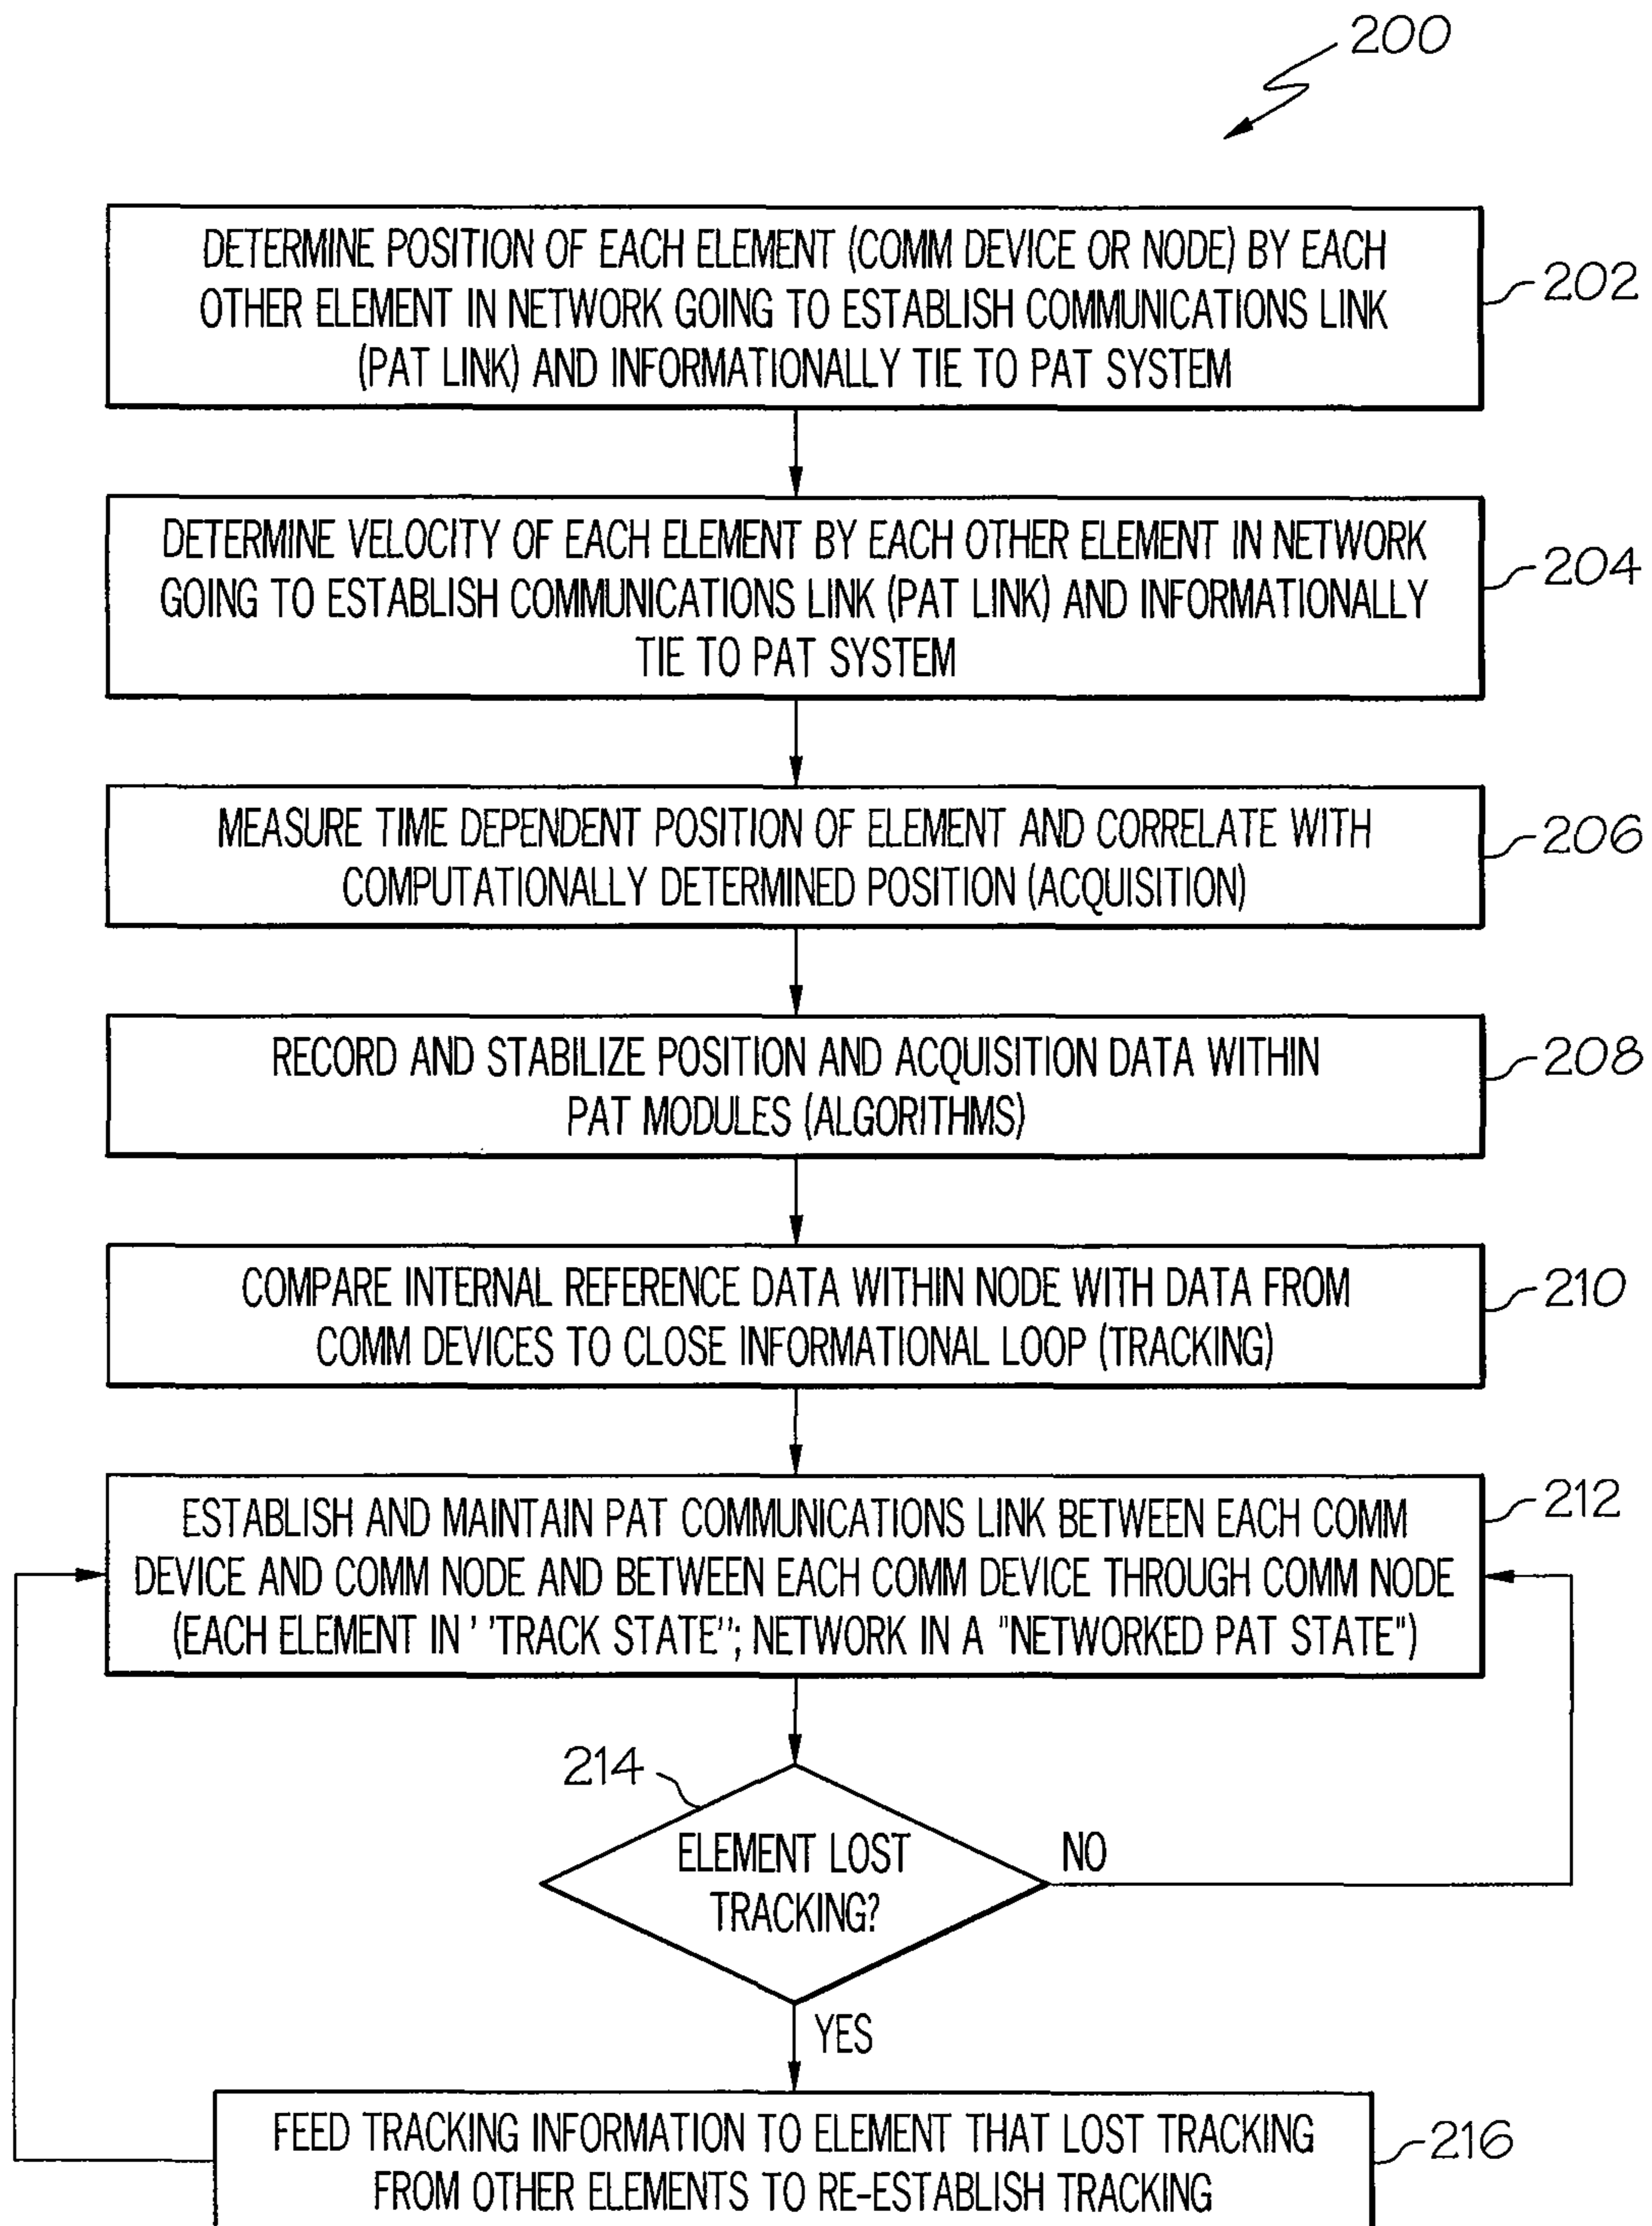 200
DETERMINE POSITION OF EACH ELEMENT (COMM DEVICE OR NODE) BY EACH
OTHER ELEMENT IN NETWORK GOING TO ESTABLISH COMMUNICATIONS LINK
(PAT LINK) AND INFORMATIONALLY TIE TO PAT SYSTEM
202
DETERMINE VELOCITY OF EACH ELEMENT BY EACH OTHER ELEMENT IN NETWORK
GOING TO ESTABLISH COMMUNICATIONS LINK (PAT LINK) AND INFORMATIONALLY
TIE TO PAT SYSTEM
204
MEASURE TIME DEPENDENT POSITION OF ELEMENT AND CORRELATE WITH
COMPUTATIONALLY DETERMINED POSITION (ACQUISITION)
206
RECORD AND STABILIZE POSITION AND ACQUISITION DATA WITHIN
PAT MODULES (ALGORITHMS)
208
COMPARE INTERNAL REFERENCE DATA WITHIN NODE WITH DATA FROM
COMM DEVICES TO CLOSE INFORMATIONAL LOOP (TRACKING)
210
ESTABLISH AND MAINTAIN PAT COMMUNICATIONS LINK BETWEEN EACH COMM
DEVICE AND COMM NODE AND BETWEEN EACH COMM DEVICE THROUGH COMM NODE
(EACH ELEMENT IN ''TRACK STATE''; NETWORK IN A "NETWORKED PAT STATE")
212
214
ELEMENT LOST
TRACKING?
NO
YES
FEED TRACKING INFORMATION TO ELEMENT THAT LOST TRACKING
FROM OTHER ELEMENTS TO RE-ESTABLISH TRACKING
216